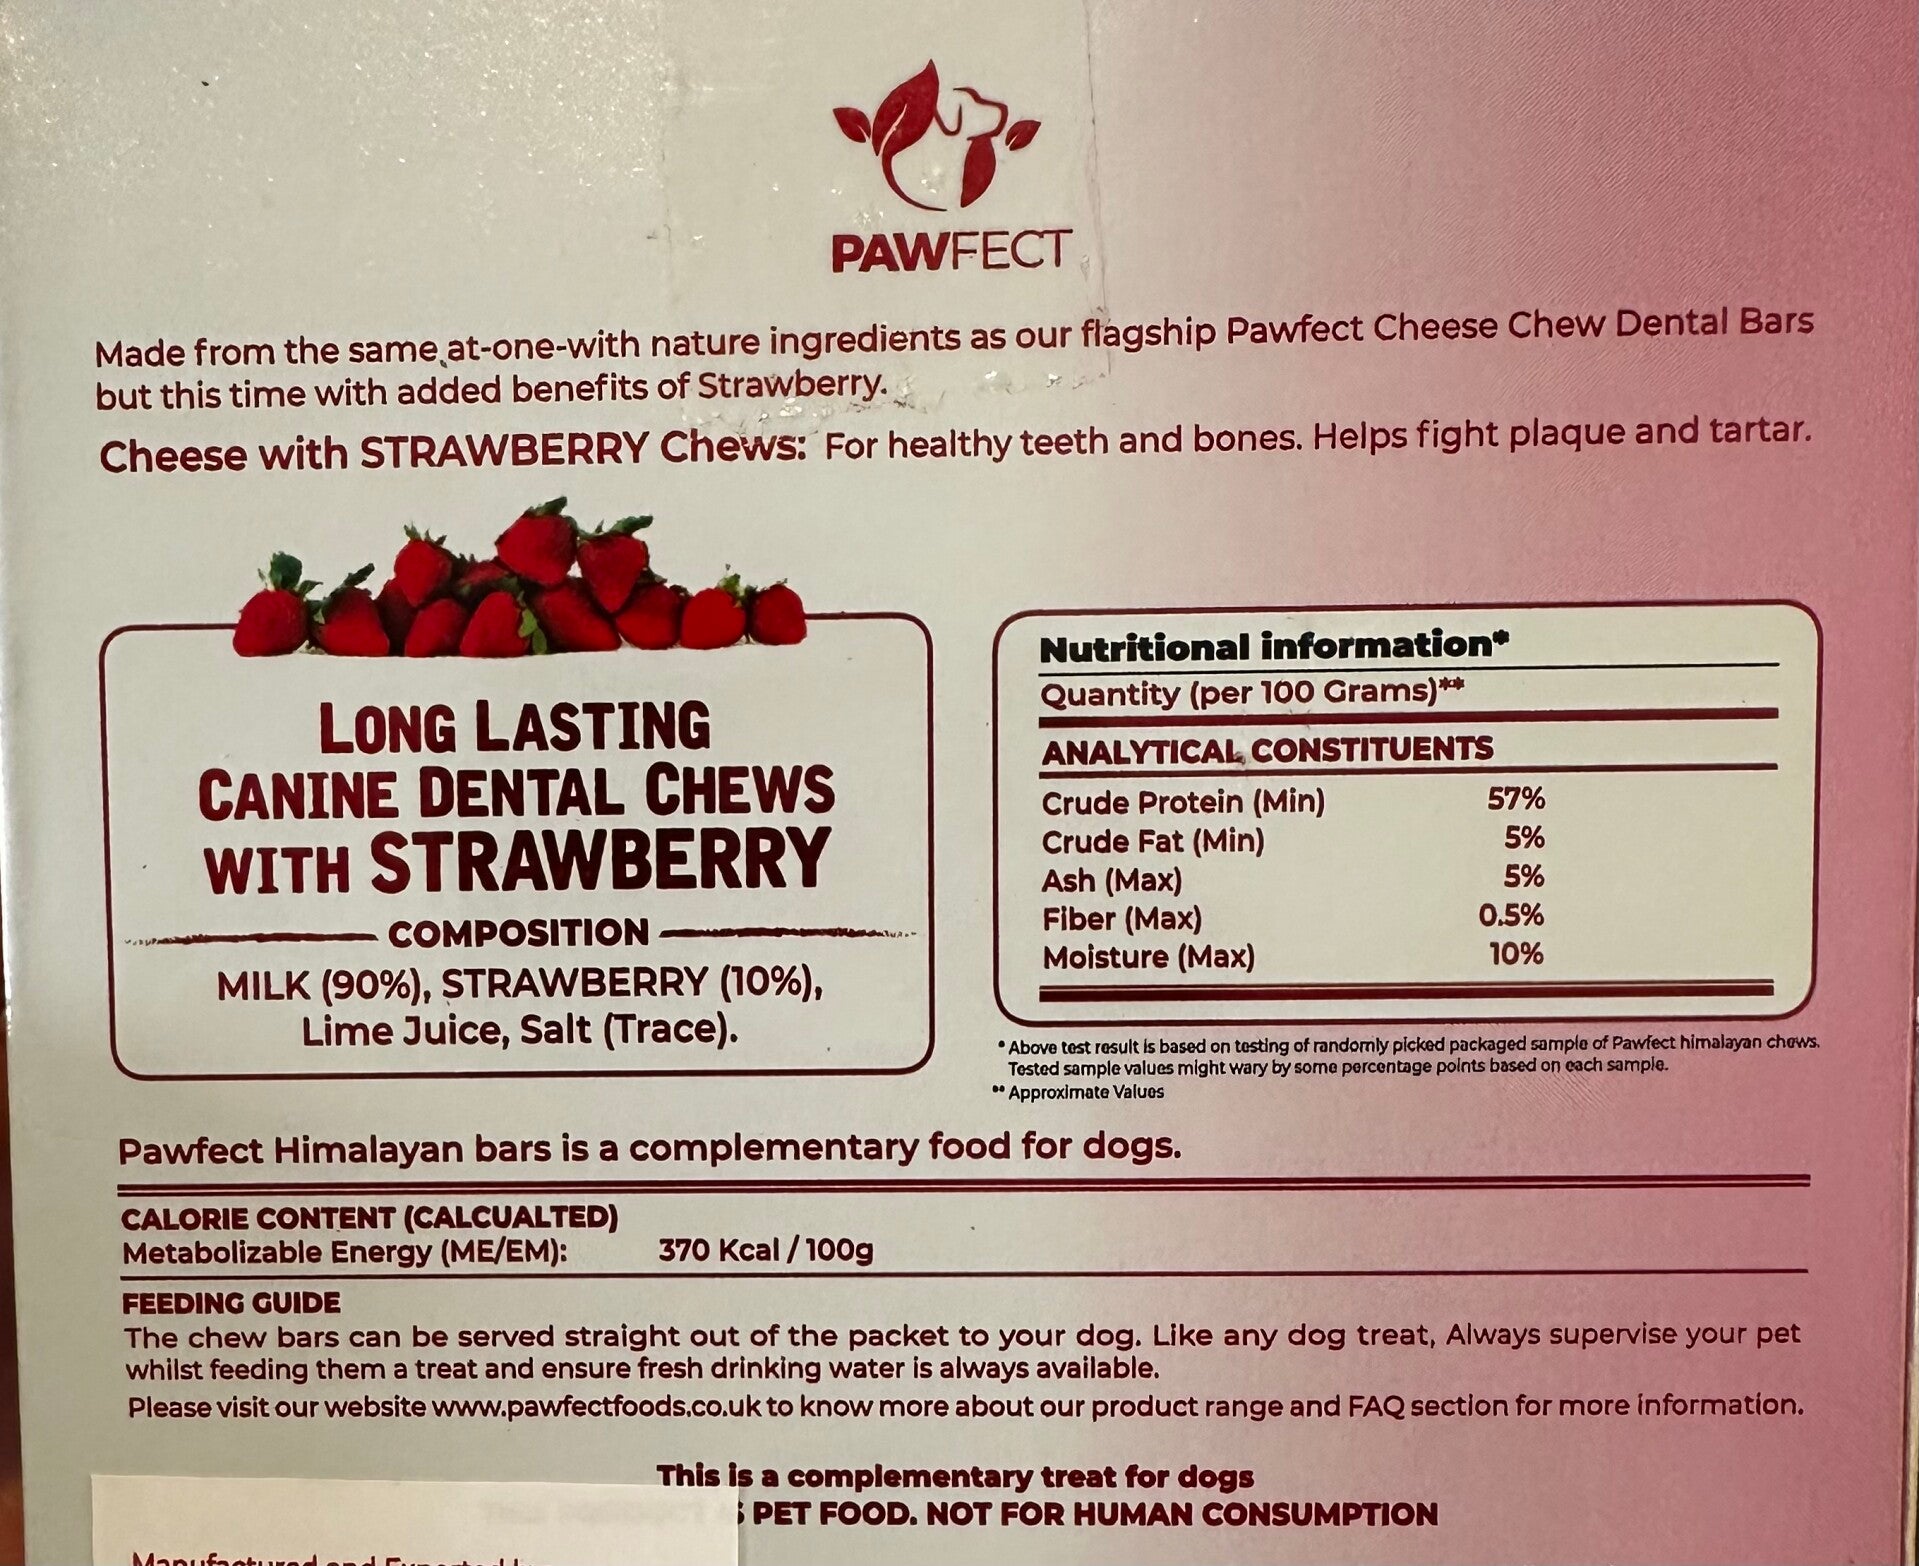 PAWFECT
Made from the same at-one-with nature ingredients as our flagship Pawfect Cheese Chew Dental Bars
but this time with added benefits of Strawberry.
Cheese with STRAWBERRY Chews: For healthy teeth and bones. Helps fight plaque and tartar.
LONG LASTING
CANINE DENTAL CHEWS
WITH STRAWBERRY
COMPOSITION
MILK (90%), STRAWBERRY (10%),
Lime Juice, Salt (Trace).
Nutritional information*
Quantity (per 100 Grams)**
ANALYTICAL CONSTITUENTS
Crude Protein (Min) 57%
Crude Fat (Min) 5%
Ash (Max) 5%
Fiber (Max) 0.5%
Moisture (Max) 10%
* Above test result is based on testing of randomly picked packaged sample of Pawfect himalayan chews.
Tested sample values might wary by some percentage points based on each sample.
** Approximate Values
Pawfect Himalayan bars is a complementary food for dogs.
CALORIE CONTENT (CALCUALTED)
Metabolizable Energy (ME/EM): 370 Kcal / 100g
FEEDING GUIDE
The chew bars can be served straight out of the packet to your dog. Like any dog treat, Always supervise your pet
whilst feeding them a treat and ensure fresh drinking water is always available.
Please visit our website www.pawfectfoods.co.uk to know more about our product range and FAQ section for more information.
This is a complementary treat for dogs
PET FOOD. NOT FOR HUMAN CONSUMPTION
Manufactured and Exported